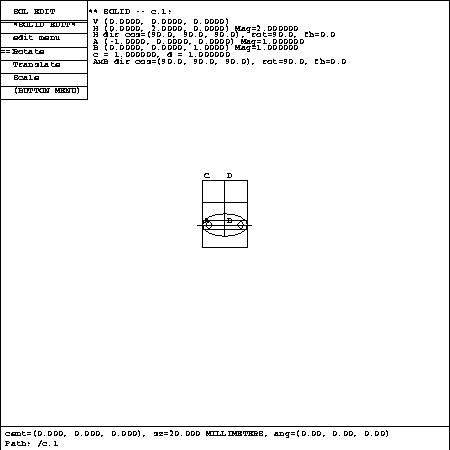 SOL EDIT
*SOLID EDIT*
edit menu
==Rotate
Translate
Scale
(BUTTON MENU)
** SOLID -- c.1:
V (0.0000, 0.0000, 0.0000)
H (0.0000, 2.0000, 0.0000) Mag=2.000000
H dir cos=(90.0, 90.0, 90.0), rot=90.0, fb=0.0
A (-1.0000, 0.0000, 0.0000) Mag=1.000000
B (0.0000, 0.0000, 1.0000) Mag=1.000000
c = 1.000000, d = 1.000000
AxB dir cos=(90.0, 90.0, 90.0), rot=90.0, fb=0.0
C D
A B
cent=(0.000, 0.000, 0.000), sz=20.000 MILLIMETERS, ang=(0.00, 0.00, 0.00)
Path: /c.1